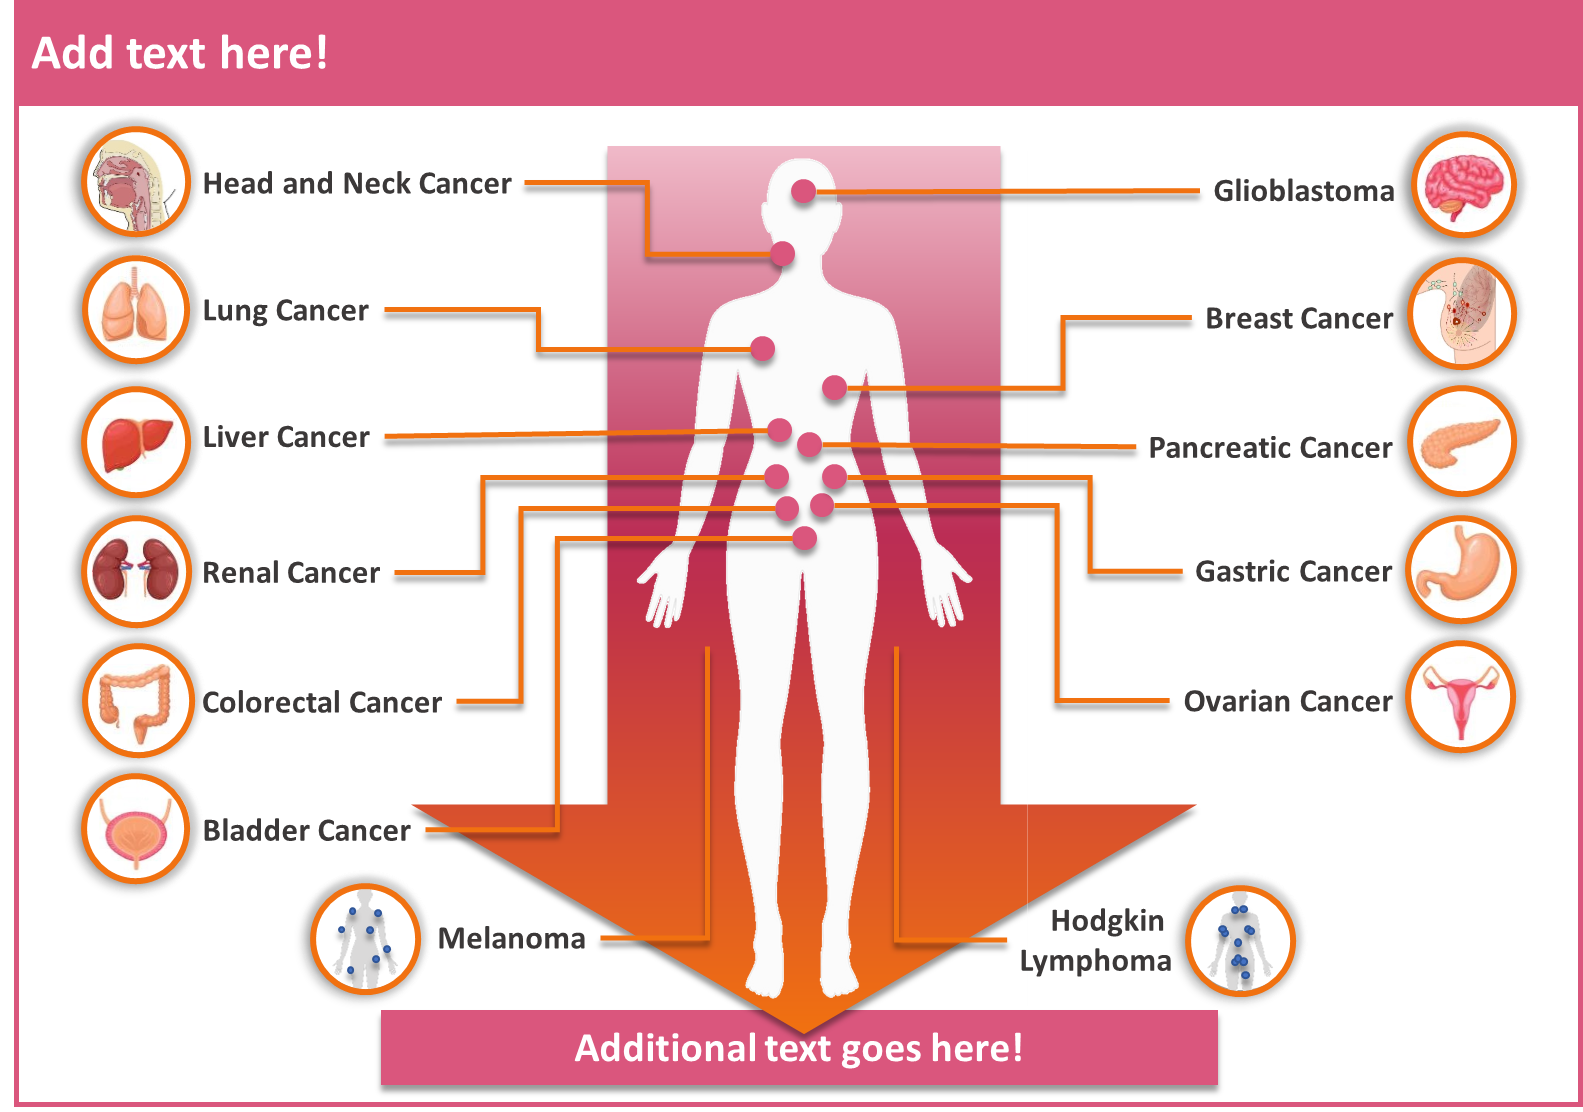 Add text here!
Head and Neck Cancer
Glioblastoma
Lung Cancer
Breast Cancer
Liver Cancer
Pancreatic Cancer
Renal Cancer
Gastric Cancer
Colorectal Cancer
Ovarian Cancer
Bladder Cancer
Melanoma
Hodgkin
Lymphoma
Additional text goes here!